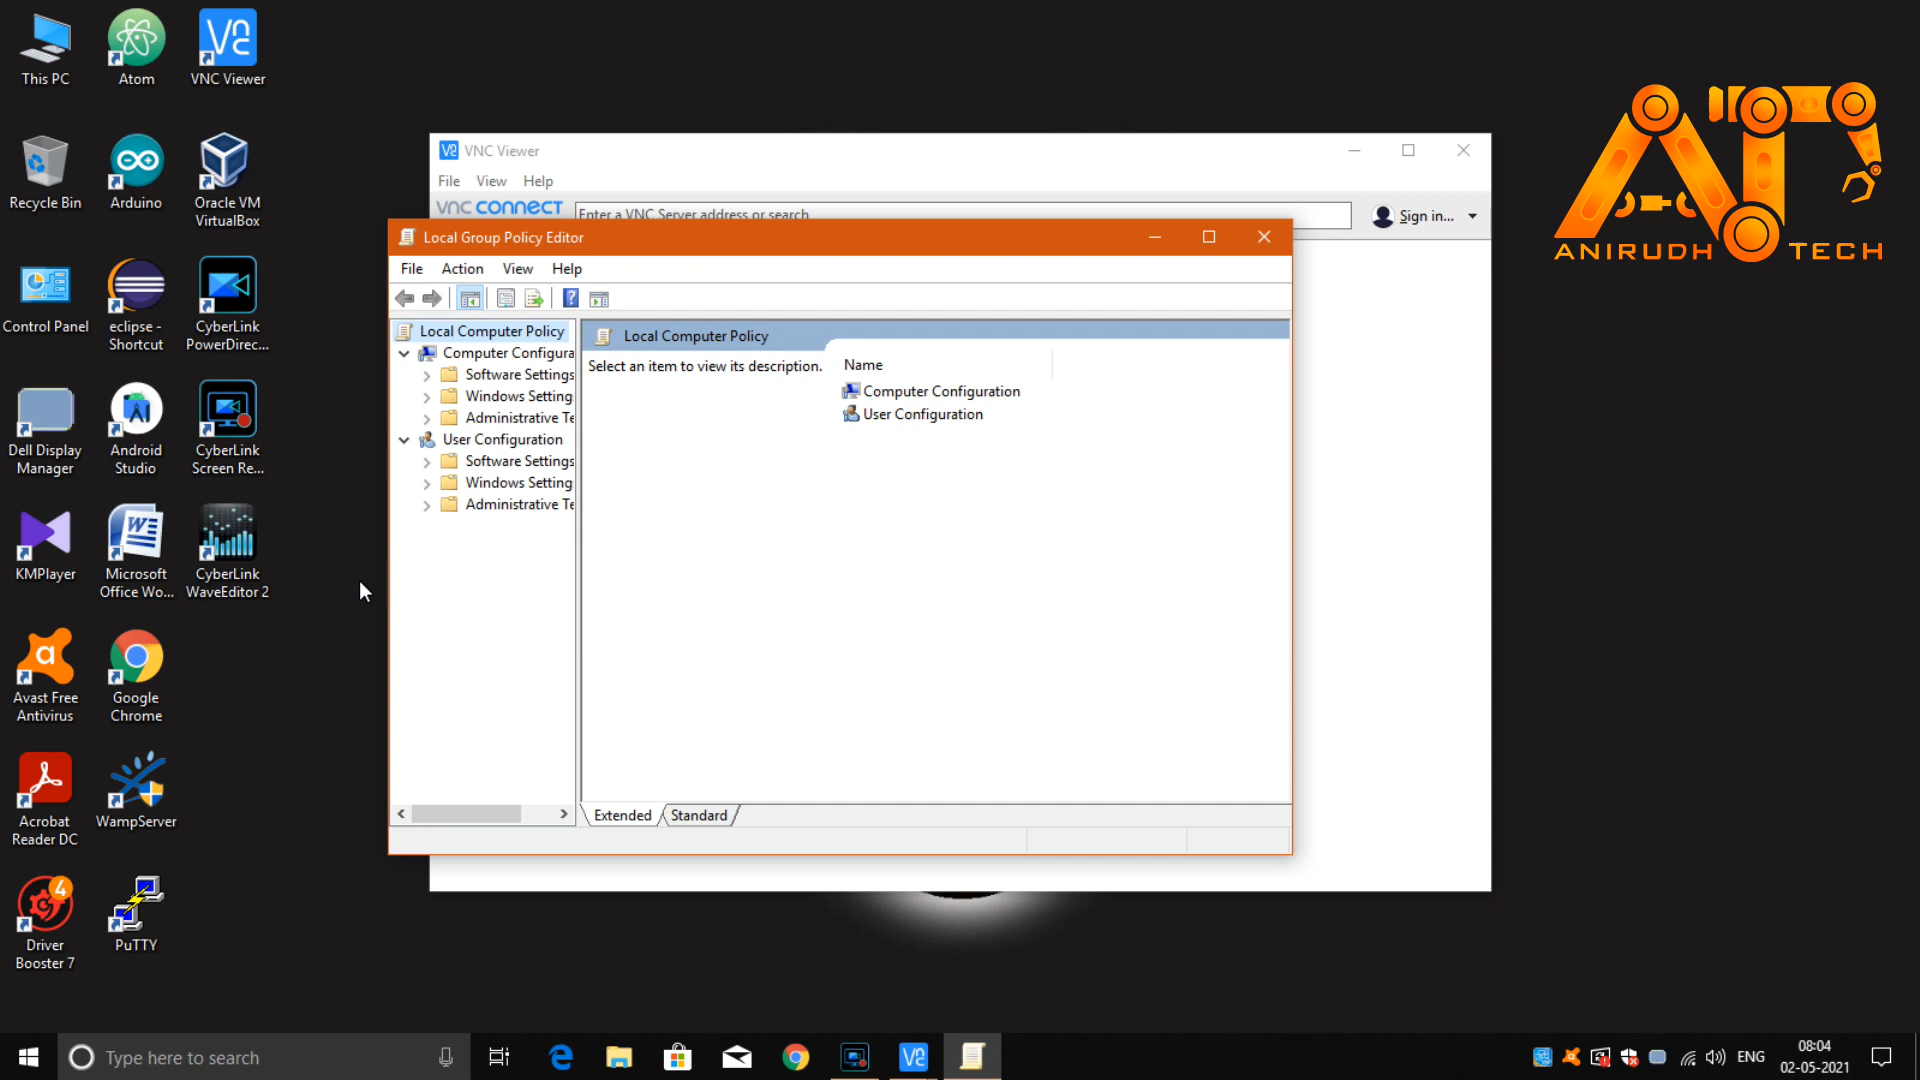 This PC
Atom
VNC Viewer
Recycle Bin
Arduino
Oracle VM
VirtualBox
Control Panel
eclipse -
Shortcut
CyberLink
PowerDirec...
Dell Display
Manager
Android
Studio
CyberLink
Screen Re...
KMPlayer
Microsoft
Office Wo...
CyberLink
WaveEditor 2
Avast Free
Antivirus
Google
Chrome
Acrobat
Reader DC
WampServer
4
Driver
Booster 7
PuTTY
VNC Viewer
File View Help
vnc connect
Enter a VNC Server address or search
Sign in...
Local Group Policy Editor
File Action View Help
Local Computer Policy
Computer Configura
Software Settings
Windows Setting
Administrative Te
User Configuration
Software Settings
Windows Setting
Administrative Te
Local Computer Policy
Select an item to view its description.
Name
Computer Configuration
User Configuration
Extended
Standard
ANIRUDH TECH
Type here to search
ENG
08:04
02-05-2021